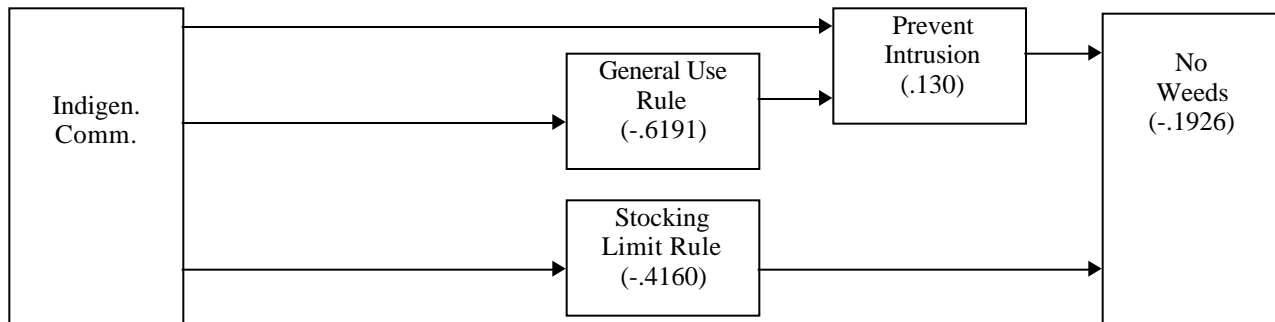 Indigen.
Comm.
General Use
Rule
(-.6191)
Stocking
Limit Rule
(-.4160)
Prevent
Intrusion
(.130)
No
Weeds
(-.1926)